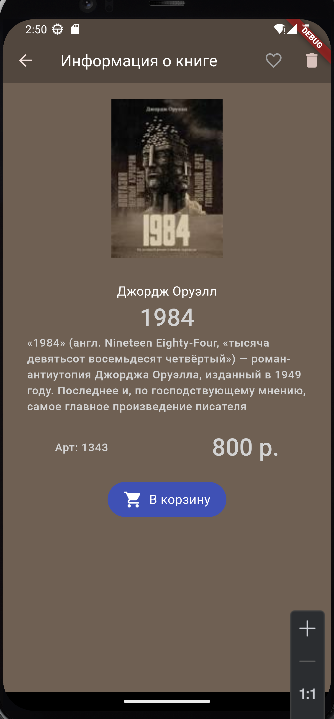 2:50
DEBUG
Информация о книге
Джордж Оруэлл
1984
Джордж Оруэлл
1984
«1984» (англ. Nineteen Eighty-Four, «тысяча
девятьсот восемьдесят четвёртый») — роман-
антиутопия Джорджа Оруэлла, изданный в 1949
году. Последнее и, по господствующему мнению,
самое главное произведение писателя
Арт: 1343
800 р.
В корзину
1:1